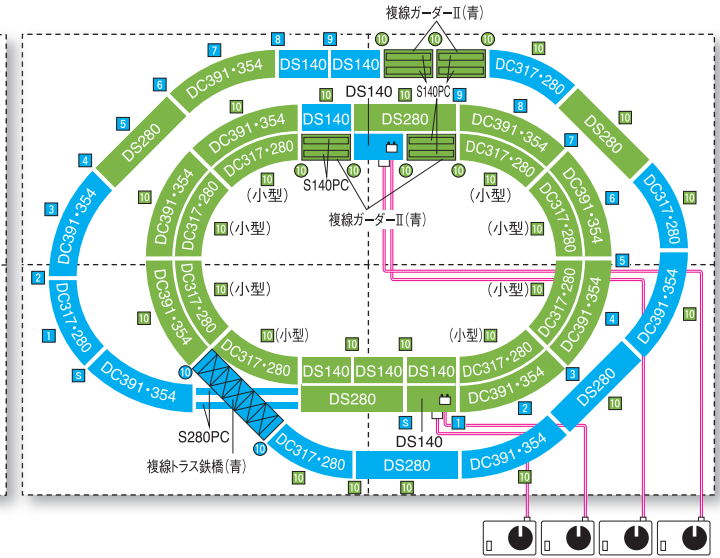 複線ガーダーⅡ(青)
8 9 10 10 10
7 10
DC391・354 DS140 DS140 DC317・280
6 DS140 S140PC
10 10 10 9 8
5 DS280 DC391・354 DS140 DS280 DC391・354 DS280 10
7
4 DC317・280 DS140 DC317・280
10 10 10 10 10 10
3 10 (小型) S140PC (小型) 6 DC317・280 10
DC391・354 DC391・354 DC317・280 複線ガーダーⅡ(青) DC317・280 DC391・354
10 (小型) (小型) 10
2 5
10 (小型) (小型) 10
DC317・280 10 DC391・354 DC317・280 DC317・280 DC391・354 DC391・354 10
1 10 (小型) 10 10 (小型) 10 4
S DC317・280 DS140 DS140 DS140 DC317・280 3
10 DS280
DC391・354 DS280 DC391・354 10
S280PC S 1 2
DS140
複線トラス鉄橋(青) 10 DC317・280 DS280 DC391・354
10 10 10 10